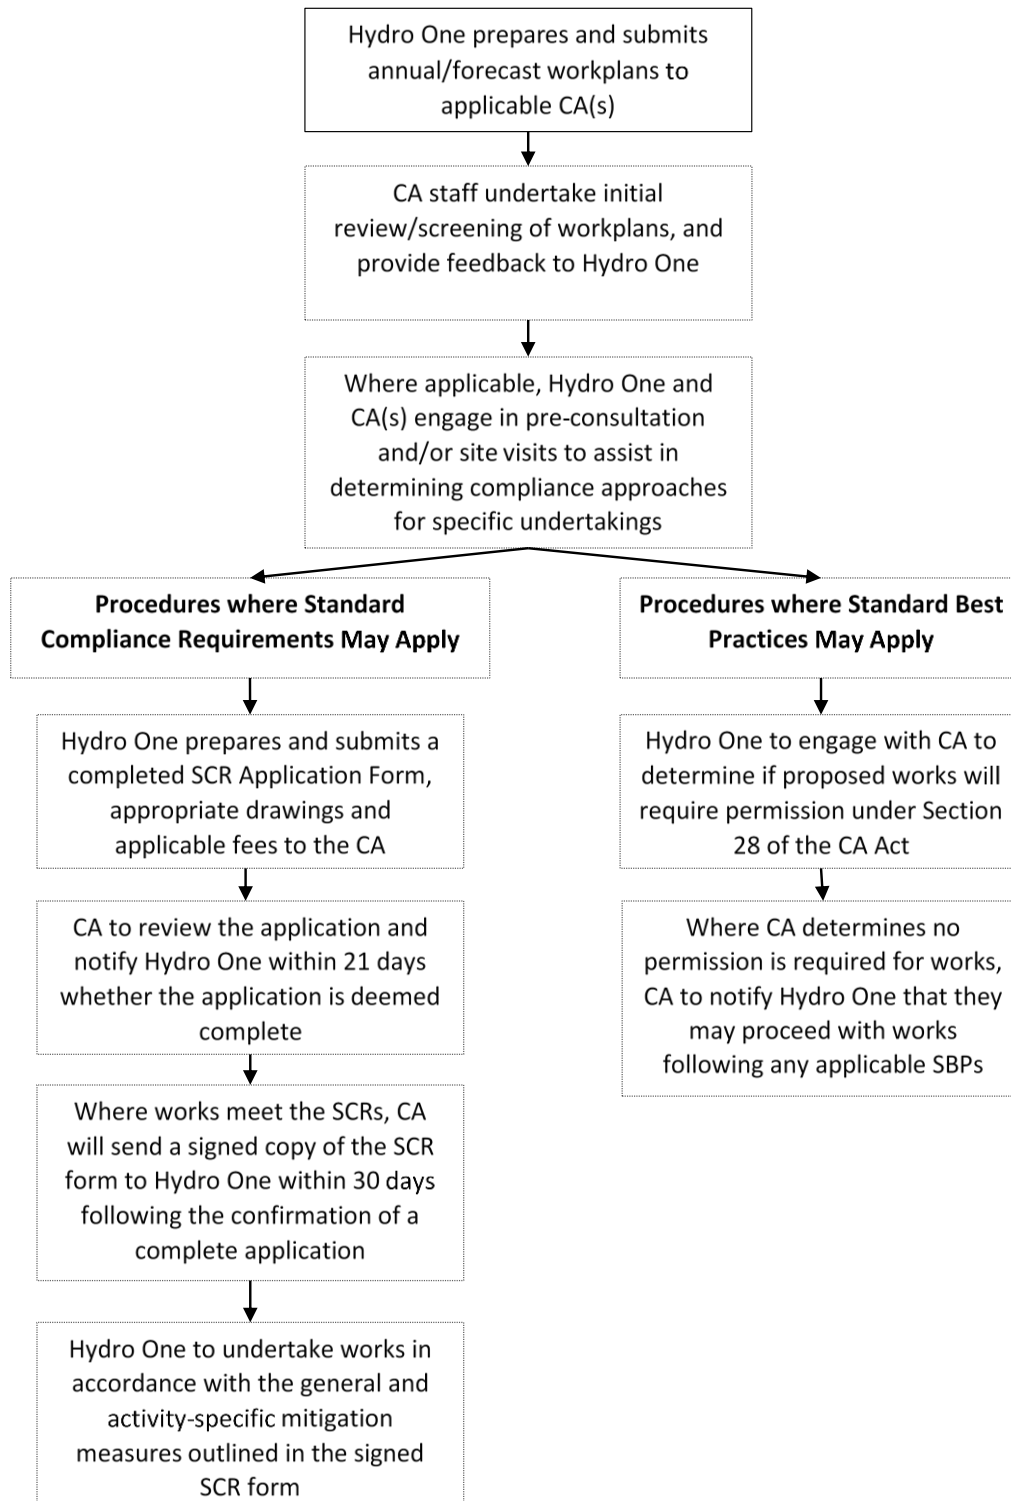 Hydro One prepares and submits
annual/forecast workplans to
applicable CA(s)
CA staff undertake initial
review/screening of workplans, and
provide feedback to Hydro One
Where applicable, Hydro One and
CA(s) engage in pre-consultation
and/or site visits to assist in
determining compliance approaches
for specific undertakings
Procedures where Standard
Compliance Requirements May Apply
Hydro One prepares and submits a
completed SCR Application Form,
appropriate drawings and
applicable fees to the CA
CA to review the application and
notify Hydro One within 21 days
whether the application is deemed
complete
Where works meet the SCRs, CA
will send a signed copy of the SCR
form to Hydro One within 30 days
following the confirmation of a
complete application
Hydro One to undertake works in
accordance with the general and
activity-specific mitigation
measures outlined in the signed
SCR form
Procedures where Standard Best
Practices May Apply
Hydro One to engage with CA to
determine if proposed works will
require permission under Section
28 of the CA Act
Where CA determines no
permission is required for works,
CA to notify Hydro One that they
may proceed with works
following any applicable SBPs